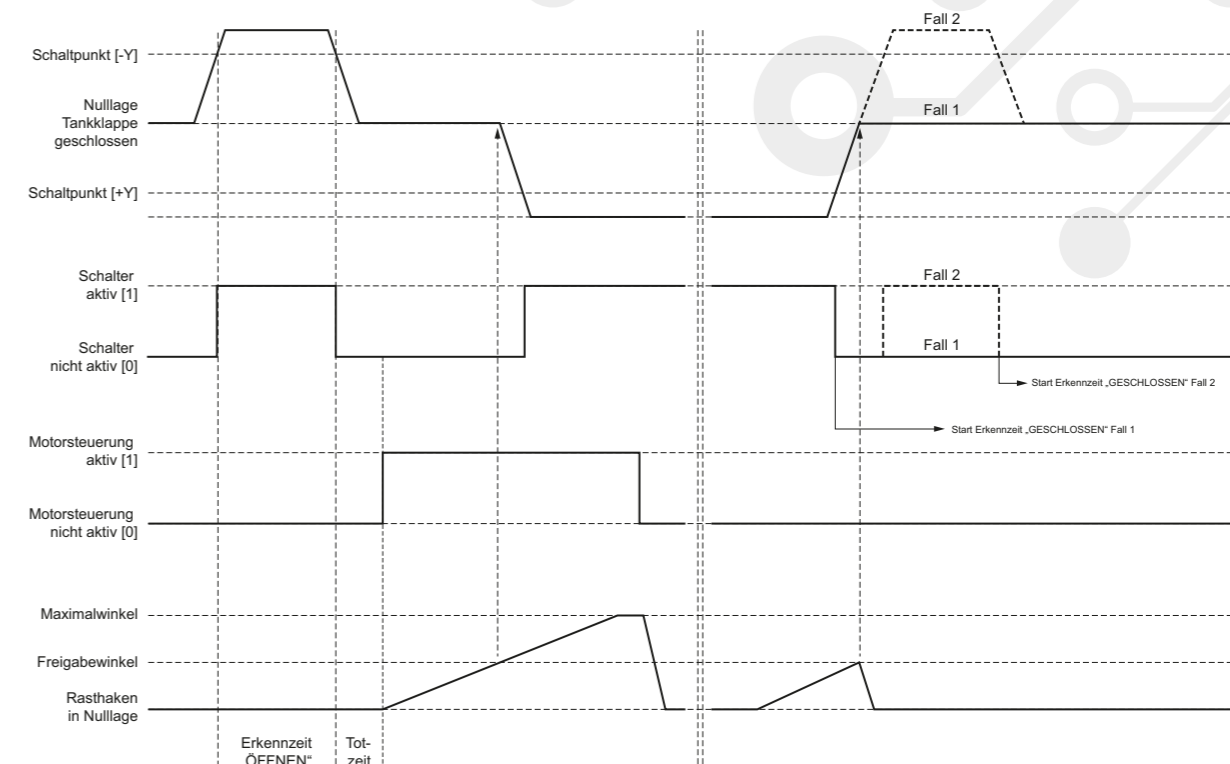 Fall 2
Schaltpunkt [-Y]
Nulllage
Tankklappe
geschlossen
Fall 1
Schaltpunkt [+Y]
Schalter
aktiv [1]
Fall 2
Schalter
nicht aktiv [0]
Fall 1
Start Erkennzeit „GESCHLOSSEN“ Fall 2
Start Erkennzeit „GESCHLOSSEN“ Fall 1
Motorsteuerung
aktiv [1]
Motorsteuerung
nicht aktiv [0]
Maximalwinkel
Freigabewinkel
Rasthaken
in Nulllage
Erkennzeit
ÖFFNEN“
Tot-
zeit